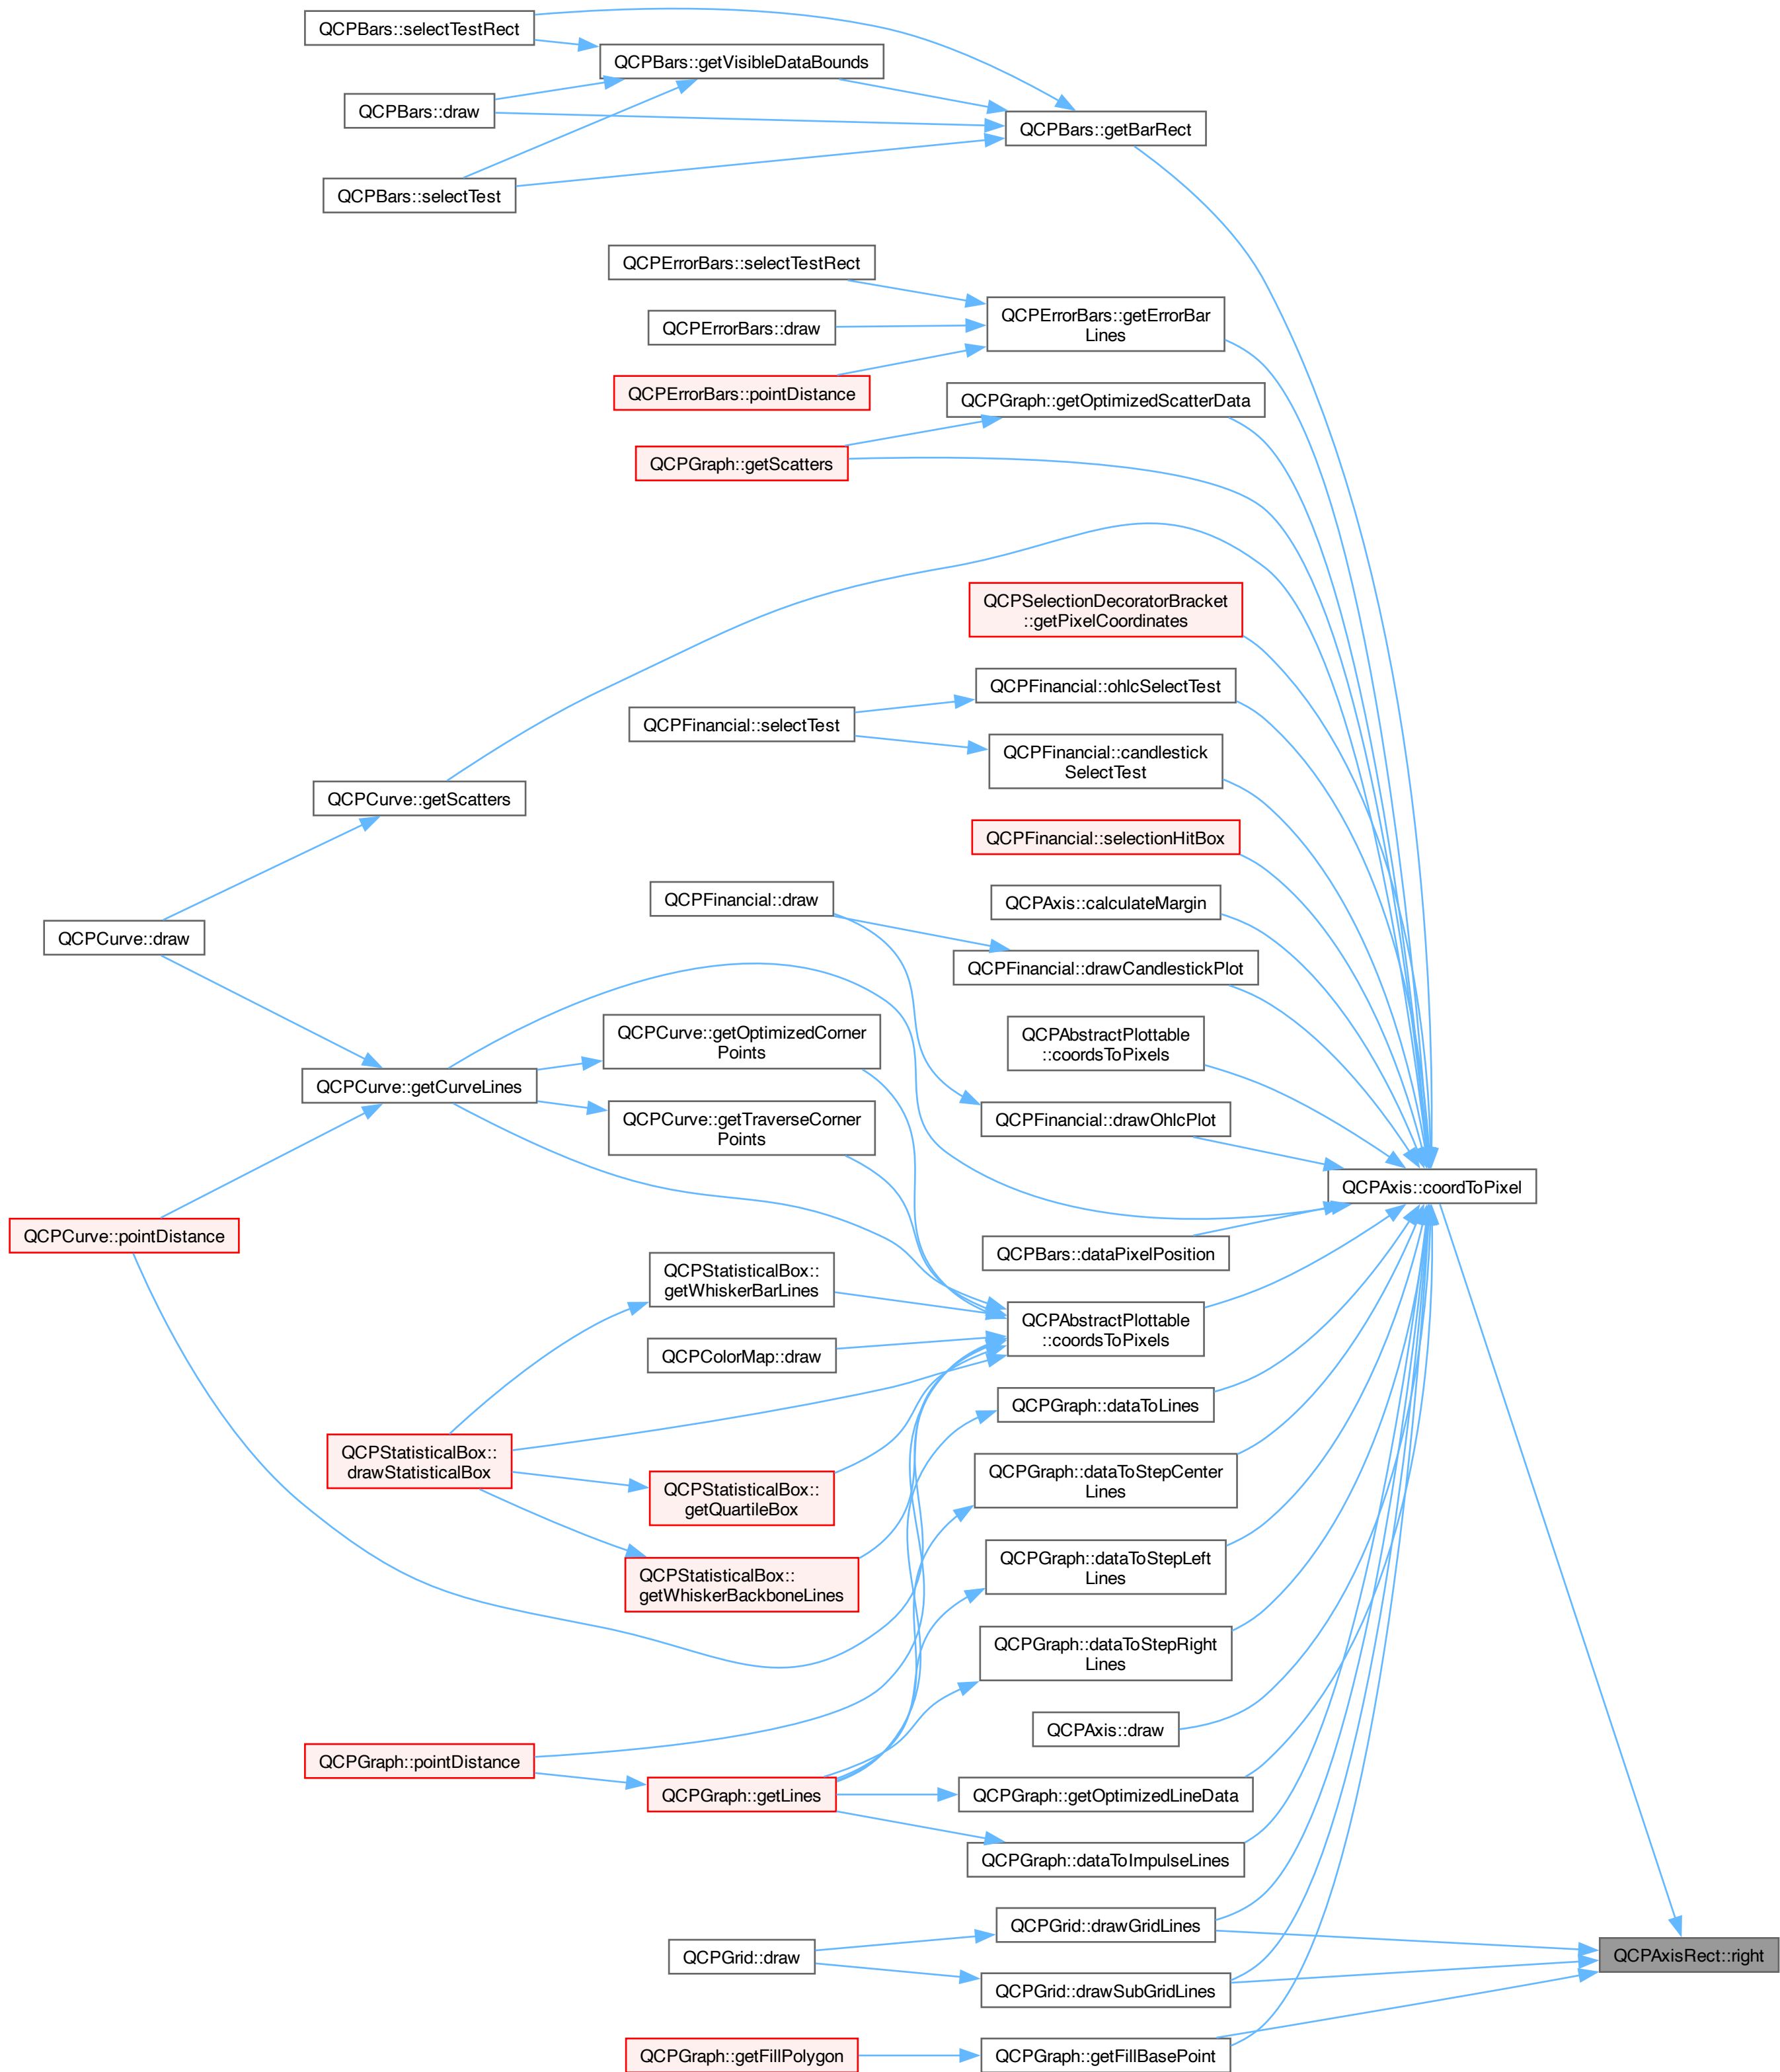 QCPBars::selectTestRect
QCPBars::getVisibleDataBounds
QCPBars::draw
QCPBars::getBarRect
QCPBars::selectTest
QCPErrorBars::selectTestRect
QCPErrorBars::getErrorBar
Lines
QCPErrorBars::draw
QCPErrorBars::pointDistance
QCPGraph::getOptimizedScatterData
QCPGraph::getScatters
QCPSelectionDecoratorBracket
::getPixelCoordinates
QCPFinancial::ohlcSelectTest
QCPFinancial::selectTest
QCPFinancial::candlestick
SelectTest
QCPCurve::getScatters
QCPFinancial::selectionHitBox
QCPFinancial::draw
QCPAxis::calculateMargin
QCPCurve::draw
QCPFinancial::drawCandlestickPlot
QCPCurve::getOptimizedCorner
Points
QCPAbstractPlottable
::coordsToPixels
QCPCurve::getCurveLines
QCPCurve::getTraverseCorner
Points
QCPFinancial::drawOhlcPlot
QCPAxis::coordToPixel
QCPCurve::pointDistance
QCPBars::dataPixelPosition
QCPStatisticalBox::
getWhiskerBarLines
QCPAbstractPlottable
::coordsToPixels
QCPColorMap::draw
QCPGraph::dataToLines
QCPStatisticalBox::
drawStatisticalBox
QCPGraph::dataToStepCenter
Lines
QCPStatisticalBox::
getQuartileBox
QCPGraph::dataToStepLeft
Lines
QCPStatisticalBox::
getWhiskerBackboneLines
QCPGraph::dataToStepRight
Lines
QCPAxis::draw
QCPGraph::pointDistance
QCPGraph::getLines
QCPGraph::getOptimizedLineData
QCPGraph::dataToImpulseLines
QCPGrid::drawGridLines
QCPGrid::draw
QCPAxisRect::right
QCPGrid::drawSubGridLines
QCPGraph::getFillPolygon
QCPGraph::getFillBasePoint